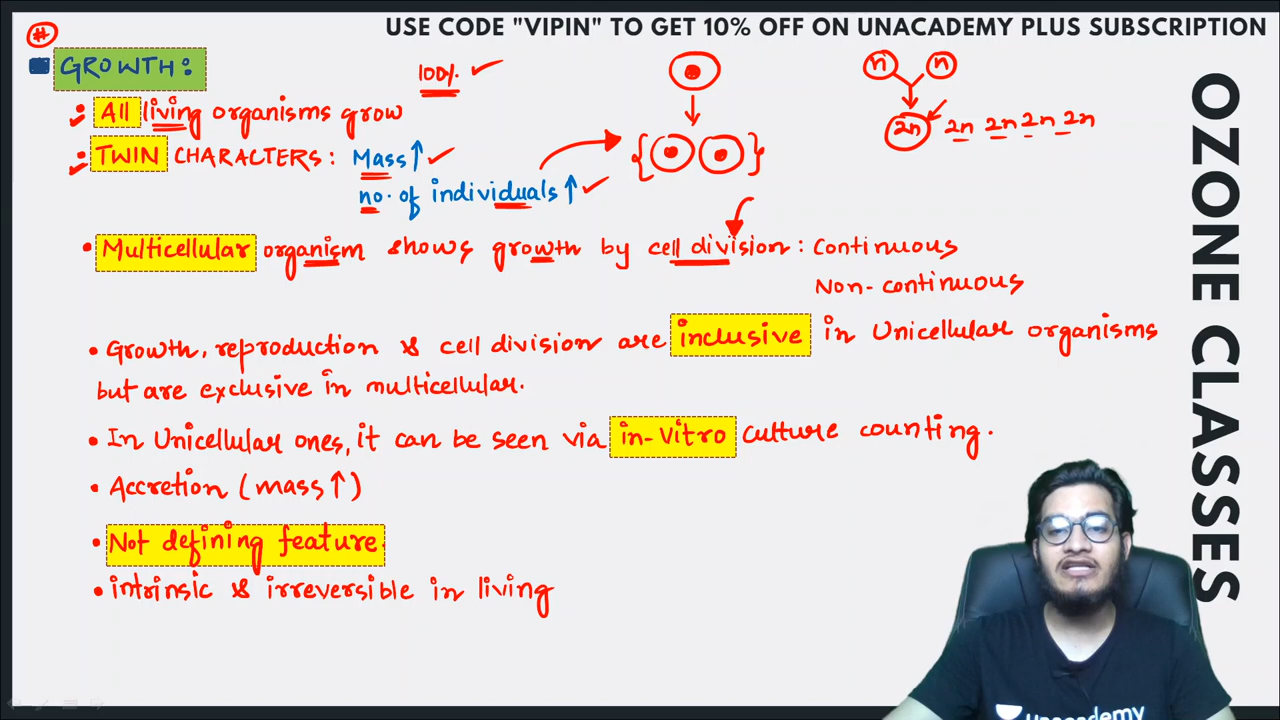 USE CODE "VIPIN" TO GET 10% OFF ON UNACADEMY PLUS SUBSCRIPTION
#
GROWTH:
100%
n n
• All living organisms grow
2n 2n 2n 2n 2n
• TWIN CHARACTERS: Mass ↑
no. of individuals ↑
• Multicellular organism shows growth by cell division: Continuous
Non-continuous
• Growth, reproduction & cell division are inclusive in Unicellular organisms
but are exclusive in multicellular.
• In Unicellular ones, it can be seen via in-Vitro culture counting.
• Accretion (mass ↑)
• Not defining feature.
• intrinsic & irreversible in living
OZONE CLASSES
unacademy